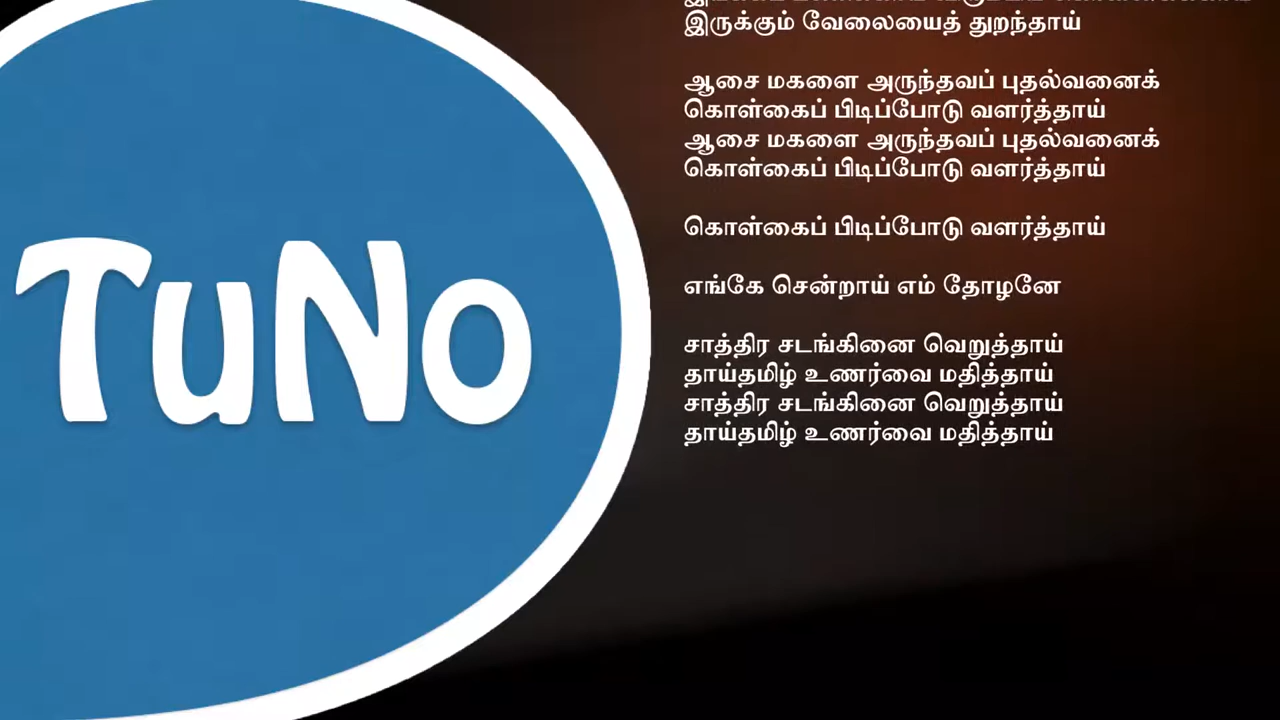 இருக்கும் வேலையைத் துறந்தாய்
ஆசை மகளை அருந்தவப் புதல்வனைக்
கொள்கைப் பிடிப்போடு வளர்த்தாய்
ஆசை மகளை அருந்தவப் புதல்வனைக்
கொள்கைப் பிடிப்போடு வளர்த்தாய்
கொள்கைப் பிடிப்போடு வளர்த்தாய்
எங்கே சென்றாய் எம் தோழனே
சாத்திர சடங்கினை வெறுத்தாய்
தாய்தமிழ் உணர்வை மதித்தாய்
சாத்திர சடங்கினை வெறுத்தாய்
தாய்தமிழ் உணர்வை மதித்தாய்
TuNo